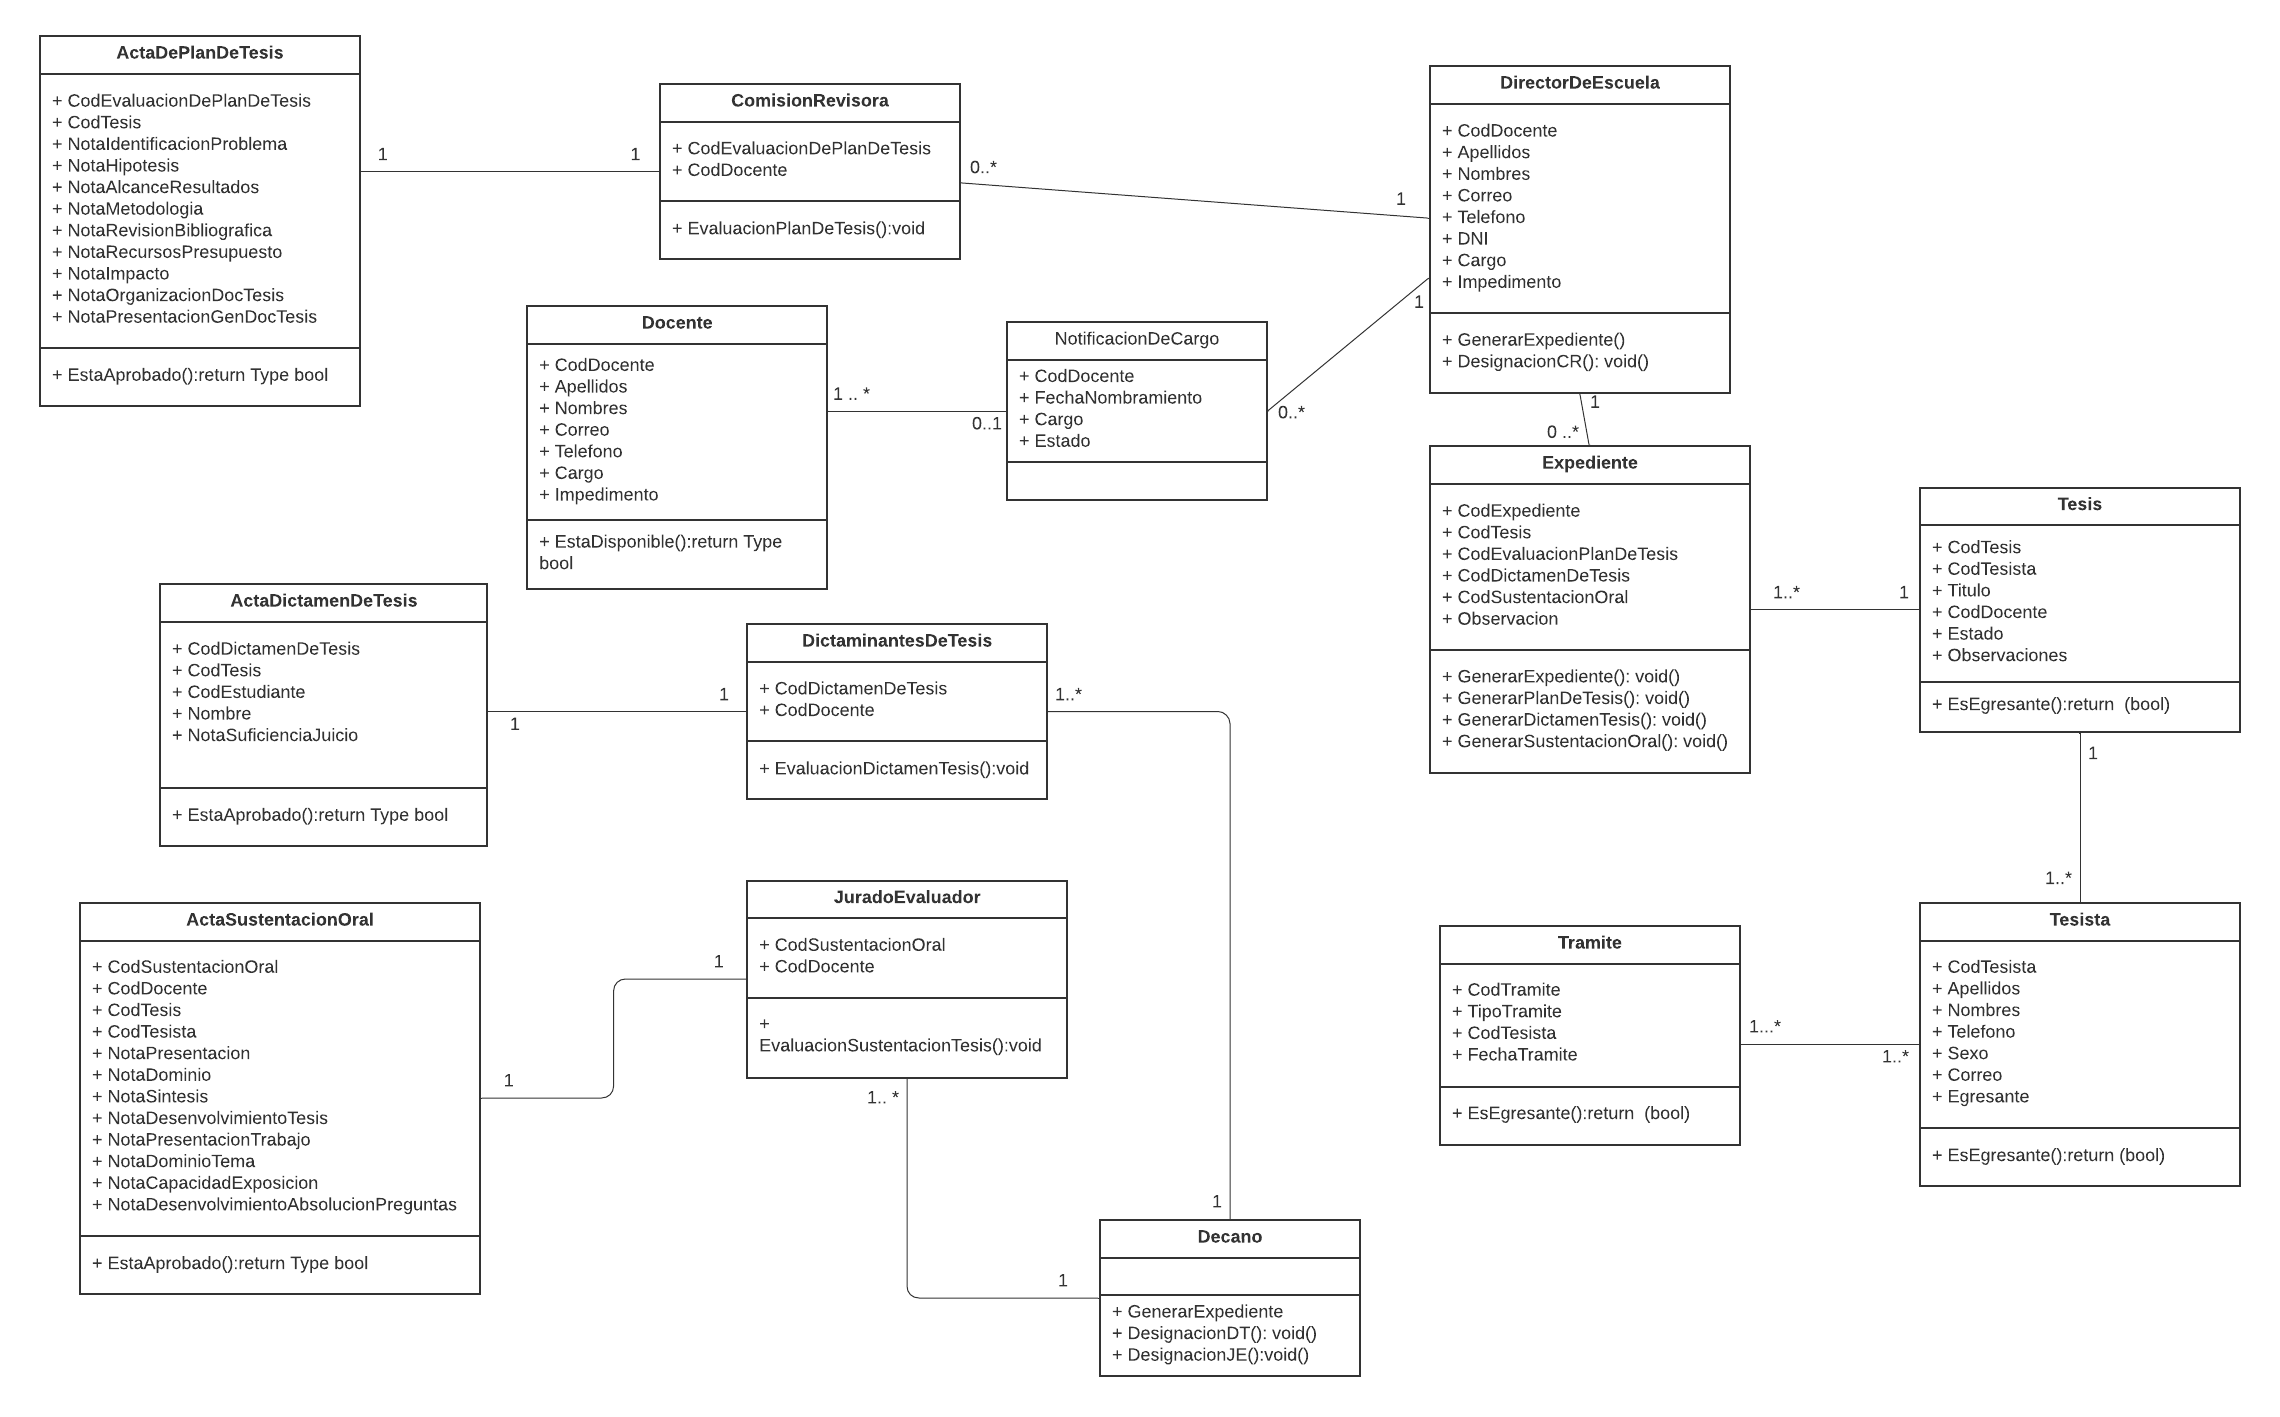 ActaDePlanDeTesis
+ CodEvaluacionDePlanDeTesis
+ CodTesis
+ NotaIdentificacionProblema
+ NotaHipotesis
+ NotaAlcanceResultados
+ NotaMetodologia
+ NotaRevisionBibliografica
+ NotaRecursosPresupuesto
+ NotaImpacto
+ NotaOrganizacionDocTesis
+ NotaPresentacionGenDocTesis
+ EstaAprobado():return Type bool
1
1
ComisionRevisora
+ CodEvaluacionDePlanDeTesis
+ CodDocente
+ EvaluacionPlanDeTesis():void
0..*
1
DirectorDeEscuela
+ CodDocente
+ Apellidos
+ Nombres
+ Correo
+ Telefono
+ DNI
+ Cargo
+ Impedimento
+ GenerarExpediente()
+ DesignacionCR(): void()
Docente
+ CodDocente
+ Apellidos
+ Nombres
+ Correo
+ Telefono
+ Cargo
+ Impedimento
+ EstaDisponible():return Type
bool
1 .. *
0..1
NotificacionDeCargo
+ CodDocente
+ FechaNombramiento
+ Cargo
+ Estado
1
0..*
1
0 ..*
Expediente
+ CodExpediente
+ CodTesis
+ CodEvaluacionPlanDeTesis
+ CodDictamenDeTesis
+ CodSustentacionOral
+ Observacion
+ GenerarExpediente(): void()
+ GenerarPlanDeTesis(): void()
+ GenerarDictamenTesis(): void()
+ GenerarSustentacionOral(): void()
1..*
1
Tesis
+ CodTesis
+ CodTesista
+ Titulo
+ CodDocente
+ Estado
+ Observaciones
+ EsEgresante():return  (bool)
1
1..*
ActaDictamenDeTesis
+ CodDictamenDeTesis
+ CodTesis
+ CodEstudiante
+ Nombre
+ NotaSuficienciaJuicio
+ EstaAprobado():return Type bool
1
1
DictaminantesDeTesis
+ CodDictamenDeTesis
+ CodDocente
+ EvaluacionDictamenTesis():void
1..*
ActaSustentacionOral
+ CodSustentacionOral
+ CodDocente
+ CodTesis
+ CodTesista
+ NotaPresentacion
+ NotaDominio
+ NotaSintesis
+ NotaDesenvolvimientoTesis
+ NotaPresentacionTrabajo
+ NotaDominioTema
+ NotaCapacidadExposicion
+ NotaDesenvolvimientoAbsolucionPreguntas
+ EstaAprobado():return Type bool
1
1
JuradoEvaluador
+ CodSustentacionOral
+ CodDocente
+
EvaluacionSustentacionTesis():void
1.. *
1
1
Decano
+ GenerarExpediente
+ DesignacionDT(): void()
+ DesignacionJE():void()
Tramite
+ CodTramite
+ TipoTramite
+ CodTesista
+ FechaTramite
+ EsEgresante():return  (bool)
1...*
1..*
Tesista
+ CodTesista
+ Apellidos
+ Nombres
+ Telefono
+ Sexo
+ Correo
+ Egresante
+ EsEgresante():return (bool)